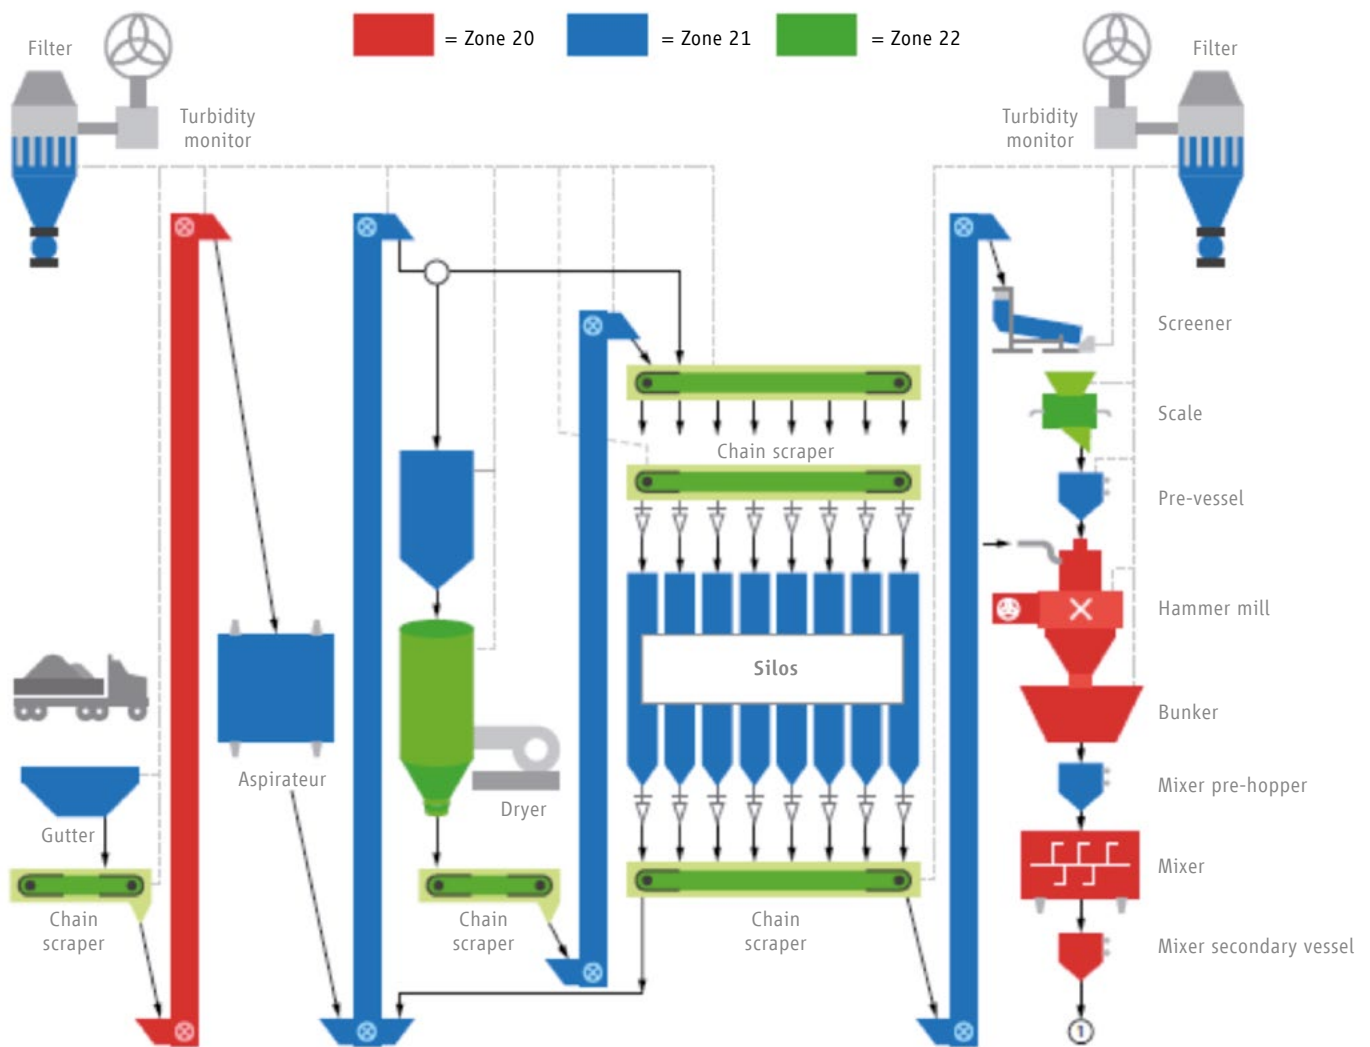 Filter
= Zone 20
= Zone 21
= Zone 22
Filter
Turbidity
monitor
Turbidity
monitor
Screener
Scale
Chain scraper
Pre-vessel
Hammer mill
Silos
Bunker
Aspirateur
Mixer pre-hopper
Dryer
Gutter
Mixer
Chain
scraper
Chain
scraper
Chain
scraper
Mixer secondary vessel
1